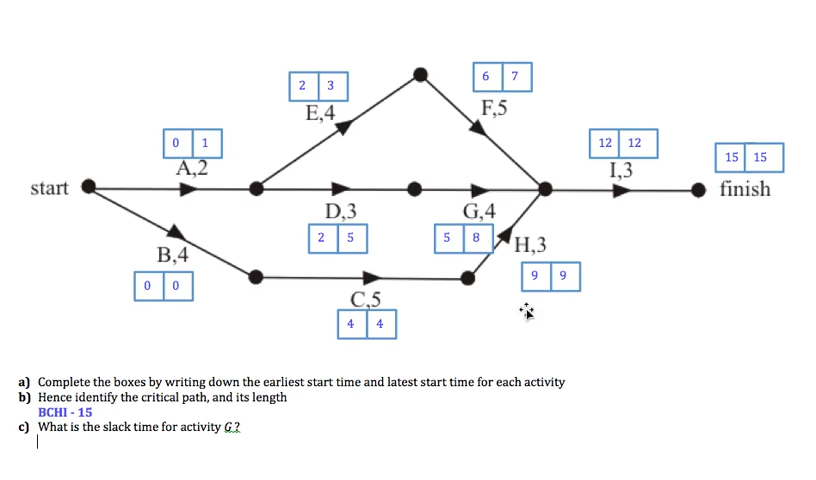 2 3
6 7
E,4
F,5
0 1
12 12
A,2
15 15
I,3
start
finish
D,3
G,4
2 5
5 8
H,3
B,4
9 9
0 0
C,5
4 4
a) Complete the boxes by writing down the earliest start time and latest start time for each activity
b) Hence identify the critical path, and its length
BCHI - 15
c) What is the slack time for activity G?